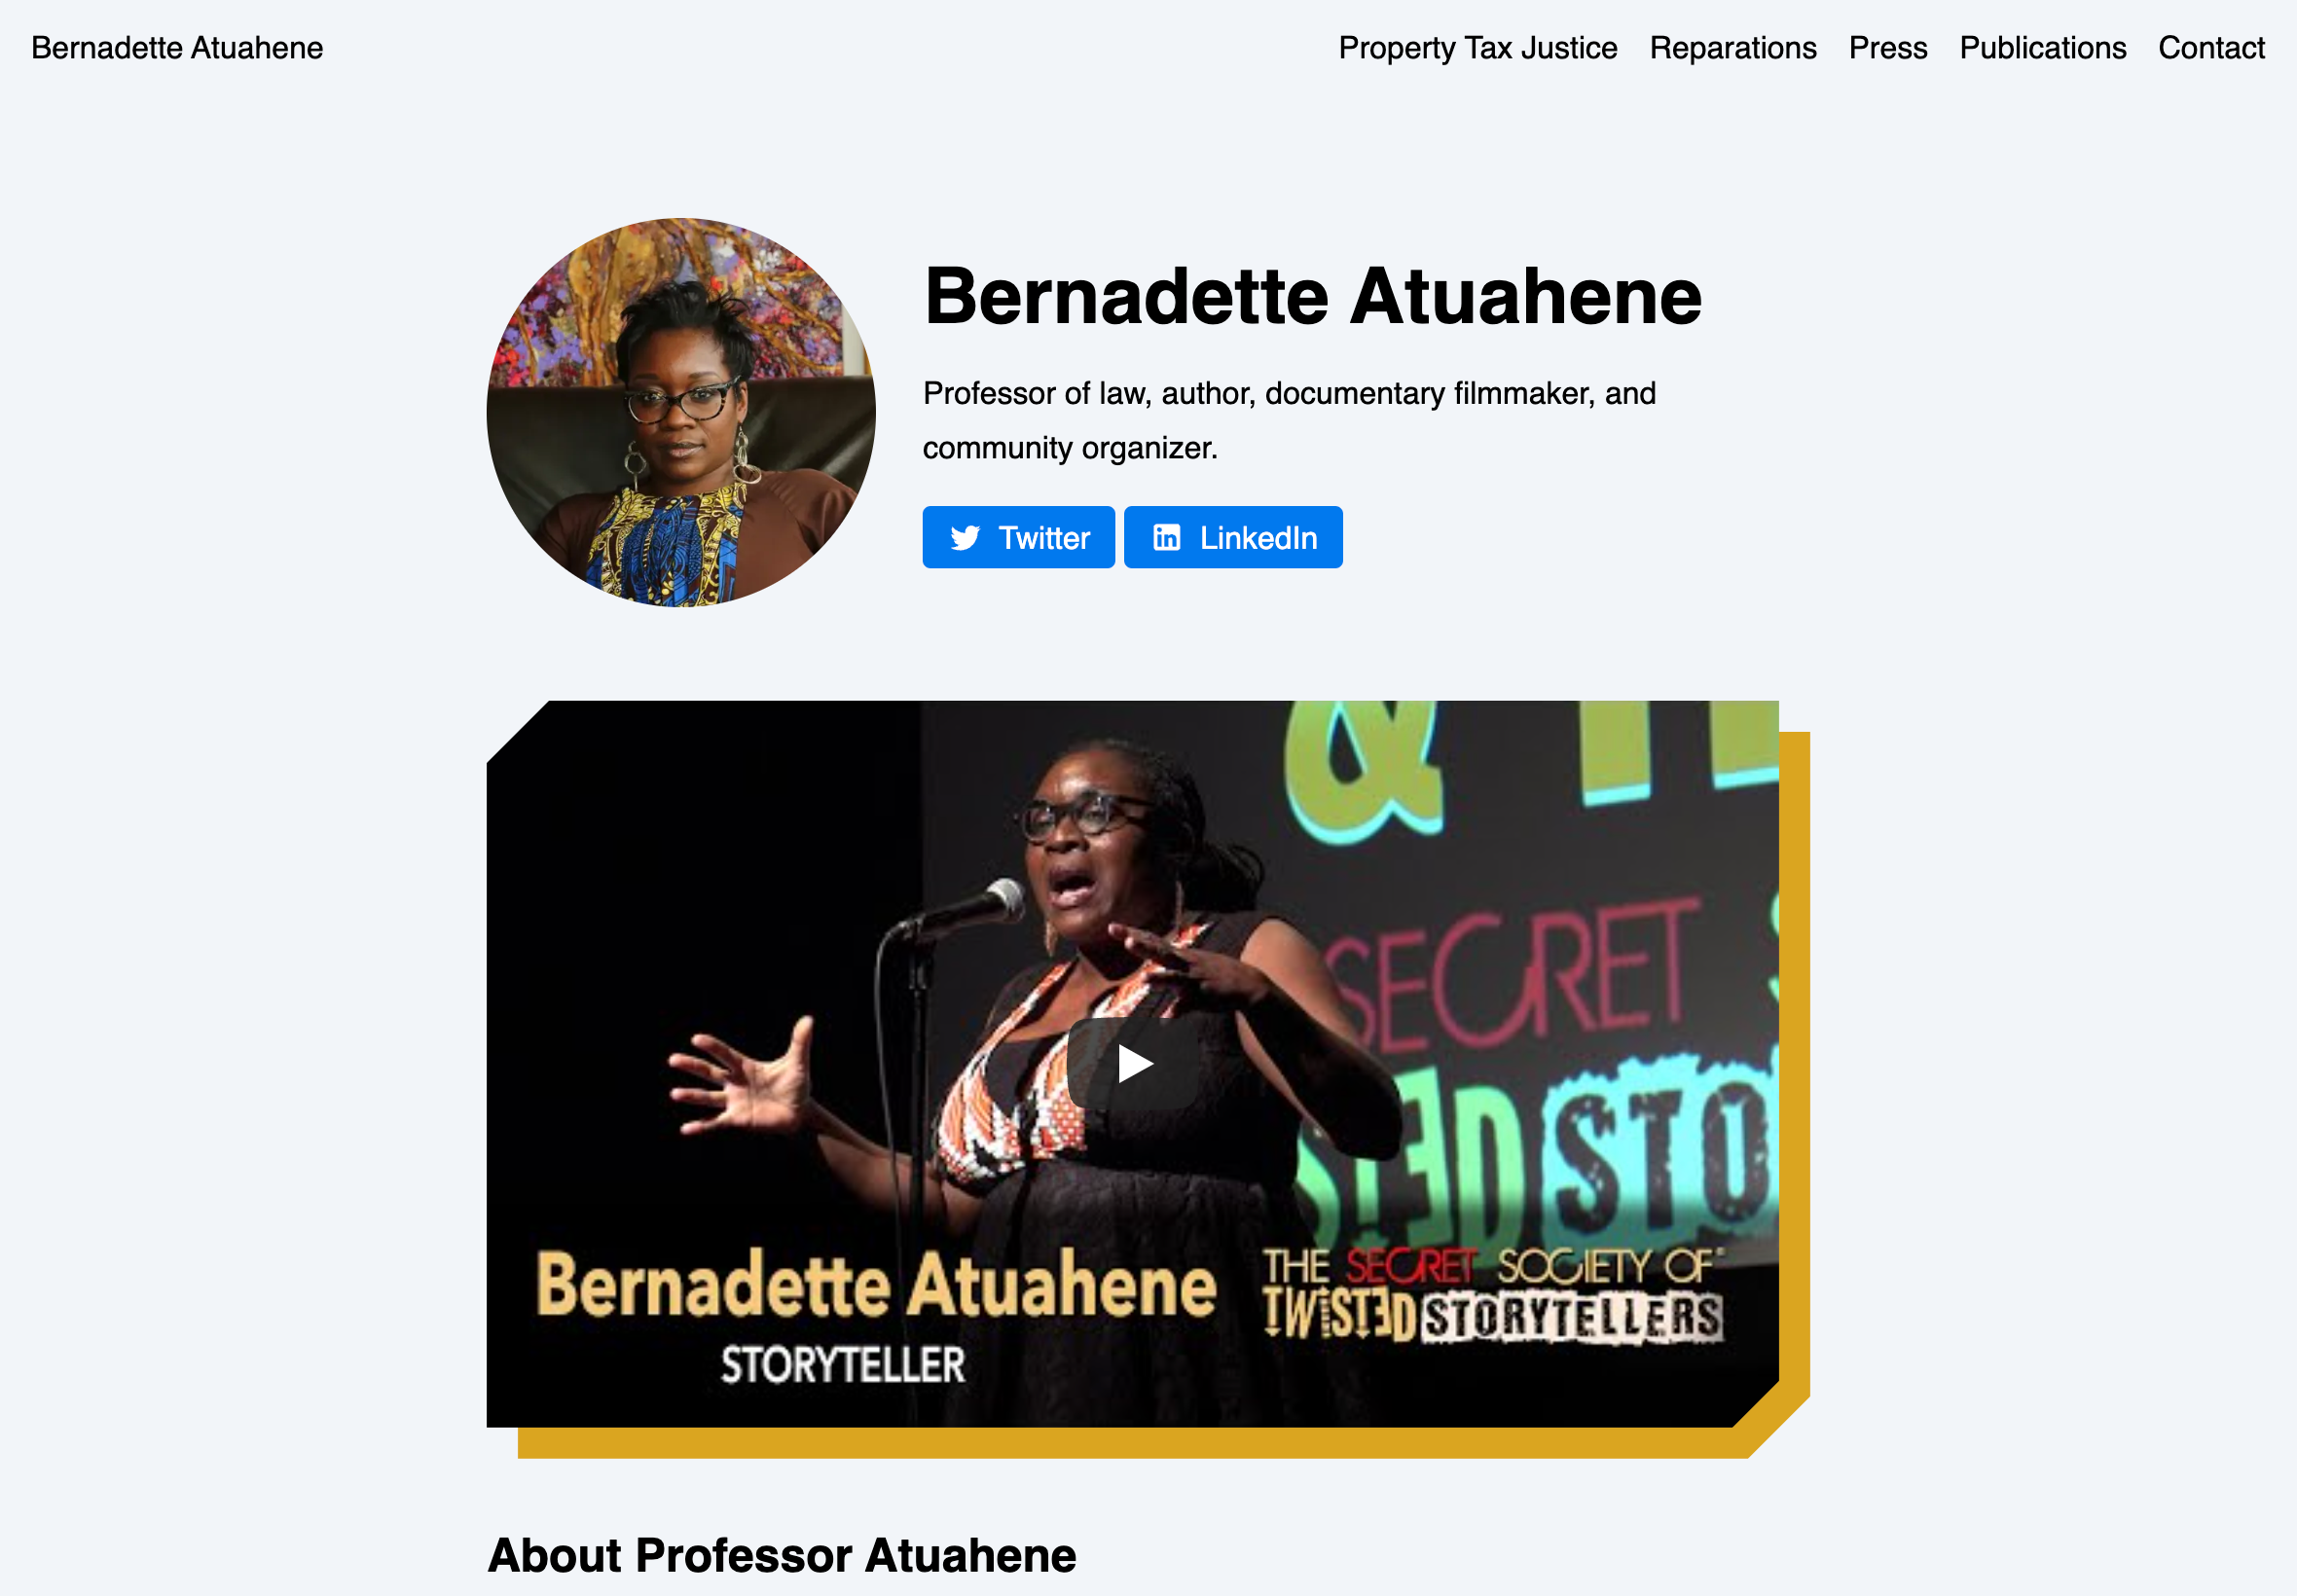 Bernadette Atuahene
Property Tax Justice Reparations Press Publications Contact
Bernadette Atuahene
Professor of law, author, documentary filmmaker, and
community organizer.
Twitter LinkedIn
&
SECRET
STED STO
Bernadette Atuahene
STORYTELLER
THE SECRET SOCIETY OF
TWISTED STORYTELLERS
About Professor Atuahene